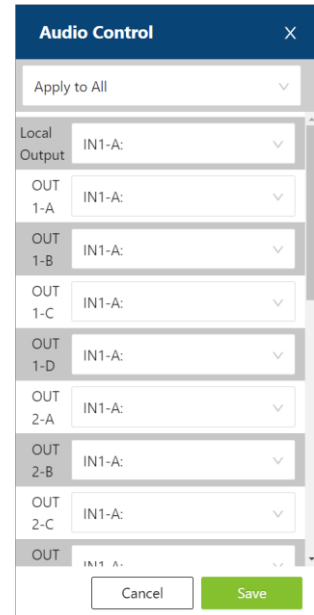 Audio Control X
Apply to All
Local
Output
IN1-A:
OUT
1-A
IN1-A:
OUT
1-B
IN1-A:
OUT
1-C
IN1-A:
OUT
1-D
IN1-A:
OUT
2-A
IN1-A:
OUT
2-B
IN1-A:
OUT
2-C
IN1-A:
OUT
IN1-A:
Cancel
Save